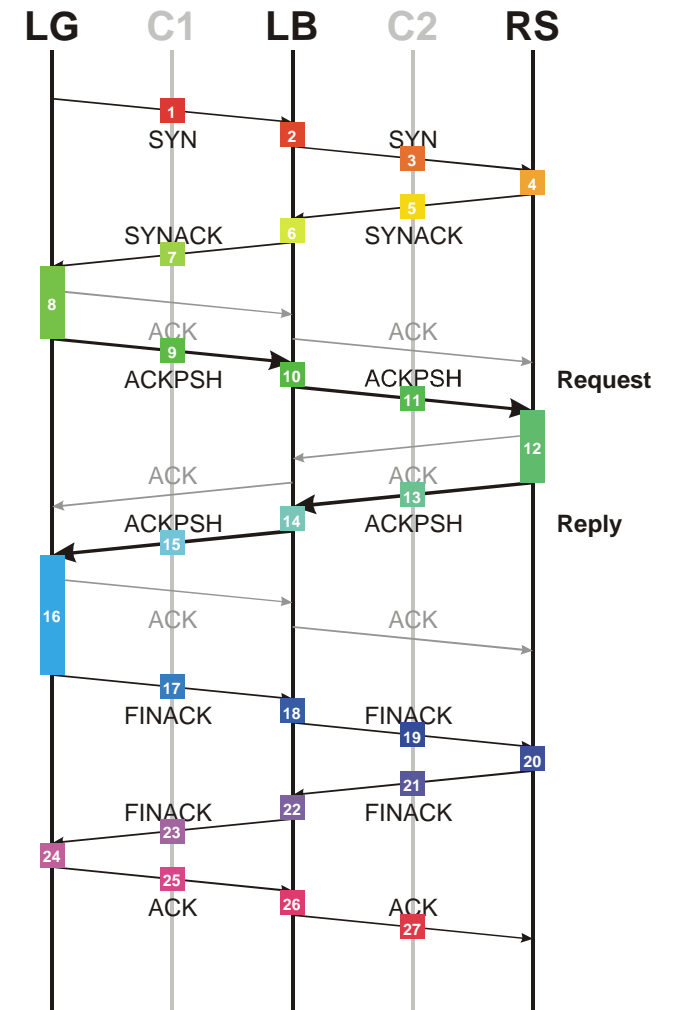 LG C1 LB C2 RS
1
SYN
2
SYN
3
4
5
SYNACK
6
SYNACK
7
8
ACK
ACK
9
ACKPSH
10
ACKPSH
Request
11
12
ACK
ACK
13
14
ACKPSH
ACKPSH
Reply
15
16
ACK
ACK
17
FINACK
18
FINACK
19
20
21
22
FINACK
FINACK
23
24
25
ACK
26
ACK
27